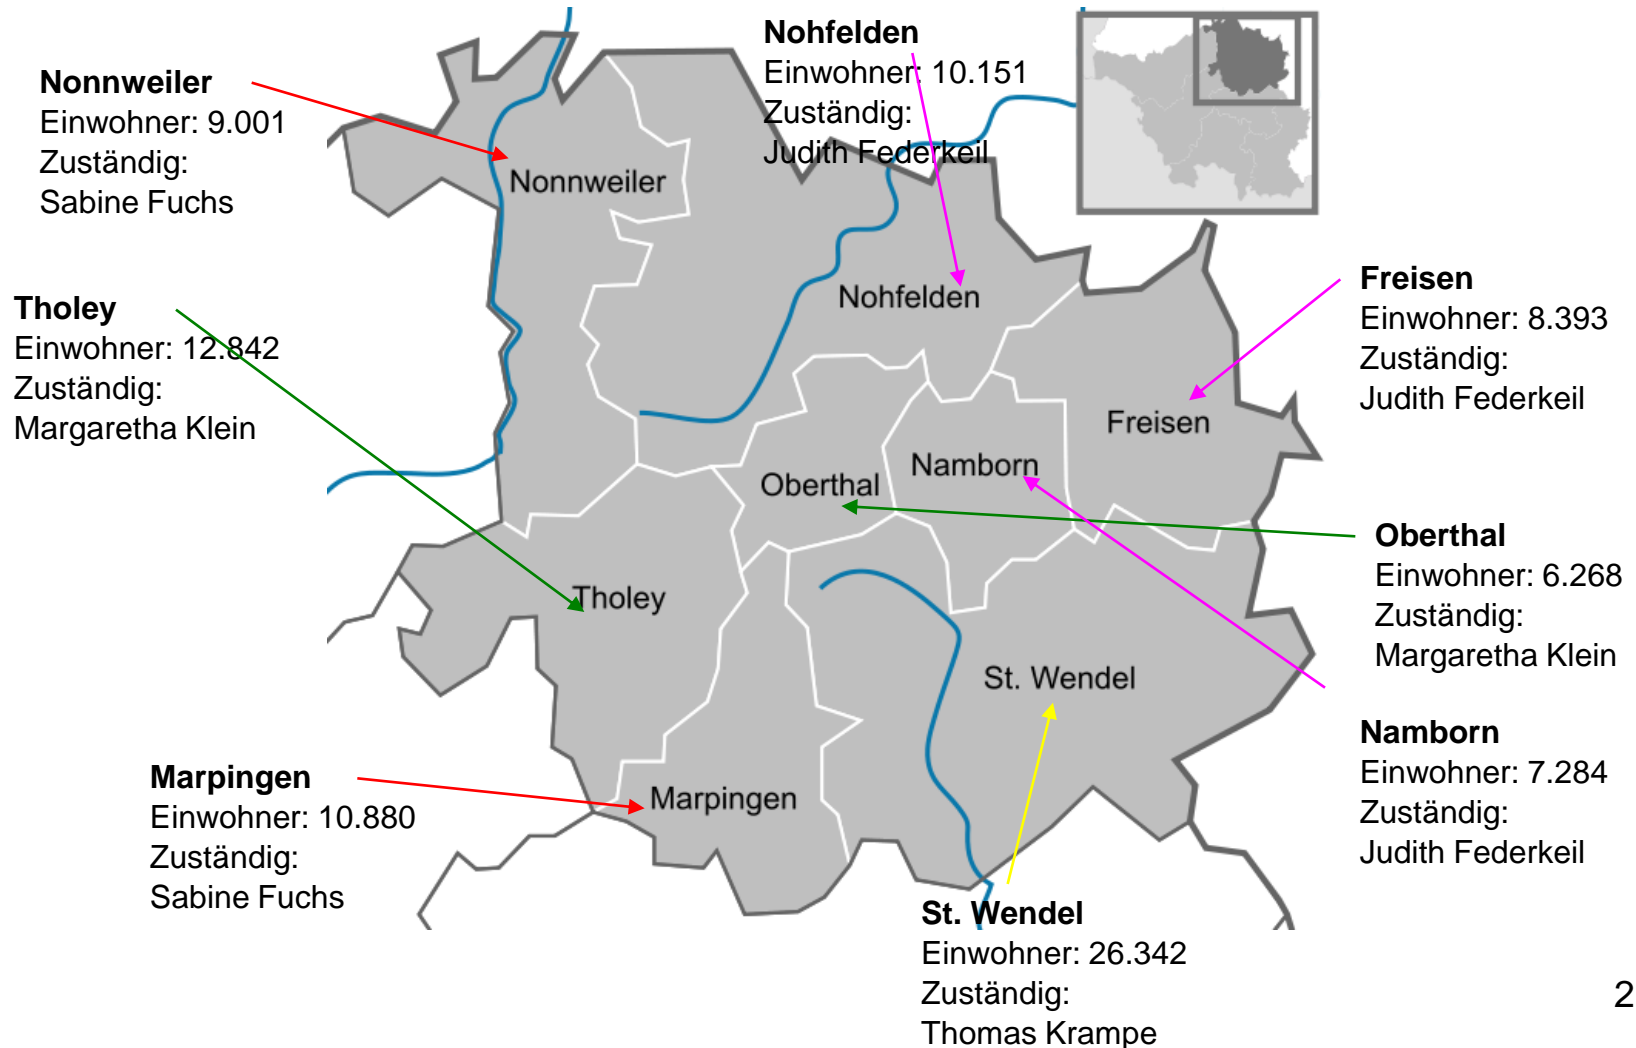 Nohfelden
Einwohner: 10.151
Zuständig:
Judith Federkeil
Nonnweiler
Einwohner: 9.001
Zuständig:
Sabine Fuchs
Nonnweiler
Tholey
Einwohner: 12.842
Zuständig:
Margaretha Klein
Nohfelden
Freisen
Einwohner: 8.393
Zuständig:
Judith Federkeil
Freisen
Namborn
Oberthal
Oberthal
Einwohner: 6.268
Zuständig:
Margaretha Klein
Tholey
St. Wendel
Namborn
Einwohner: 7.284
Zuständig:
Judith Federkeil
Marpingen
Einwohner: 10.880
Zuständig:
Sabine Fuchs
Marpingen
St. Wendel
Einwohner: 26.342
Zuständig:
Thomas Krampe
2